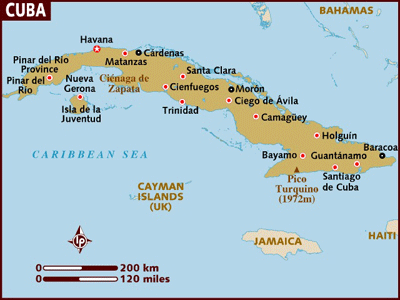 CUBA
BAHAMAS
Havana
Cárdenas
Pinar del Río
Province
Matanzas
Ciénaga de
Zapata
Santa Clara
Pinar del
Río
Nueva
Gerona
Cienfuegos
Morón
Isla de la
Juventud
Trinidad
Ciego de Ávila
Camagüey
Holguín
CARIBBEAN SEA
Bayamo
Guantánamo
Baracoa
Pico
Turquino
(1972m)
Santiago
de Cuba
CAYMAN
ISLANDS
(UK)
JAMAICA
HAITI
LP
0
200 km
0
120 miles